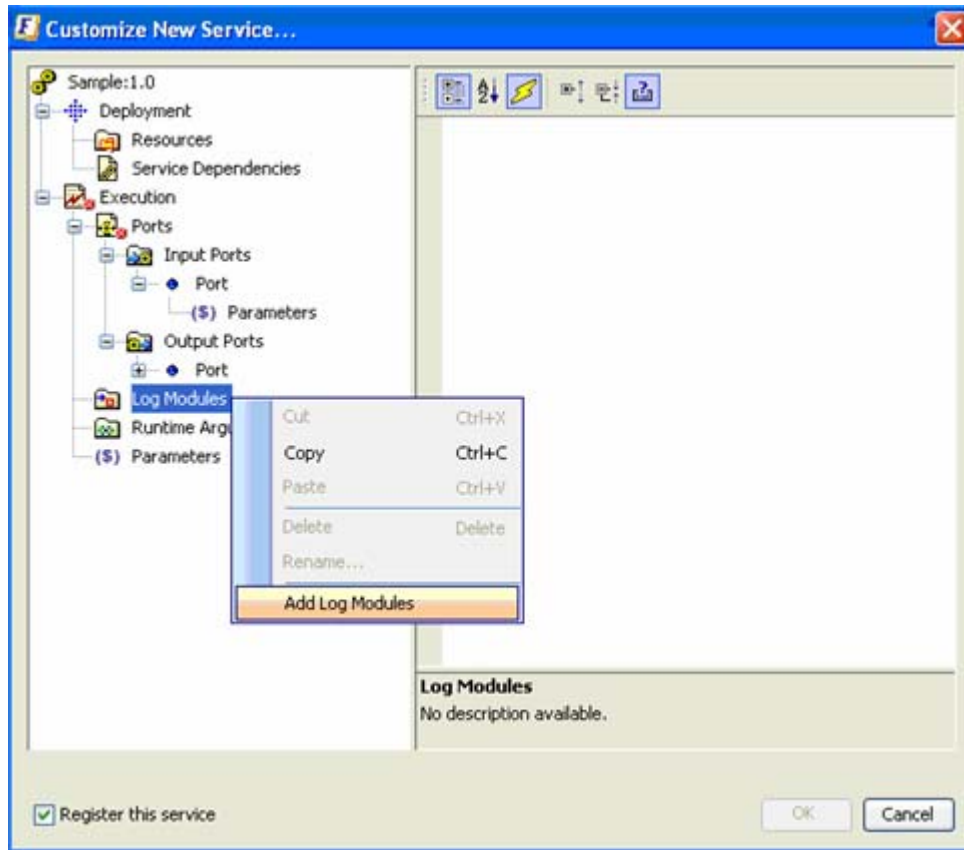 Customize New Service...
Sample:1.0
Deployment
Resources
Service Dependencies
Execution
Ports
Input Ports
Port
($) Parameters
Output Ports
Port
Log Modules
Runtime Argu
($) Parameters
Cut Ctrl+X
Copy Ctrl+C
Paste Ctrl+V
Delete Delete
Rename...
Add Log Modules
Log Modules
No description available.
Register this service
OK Cancel